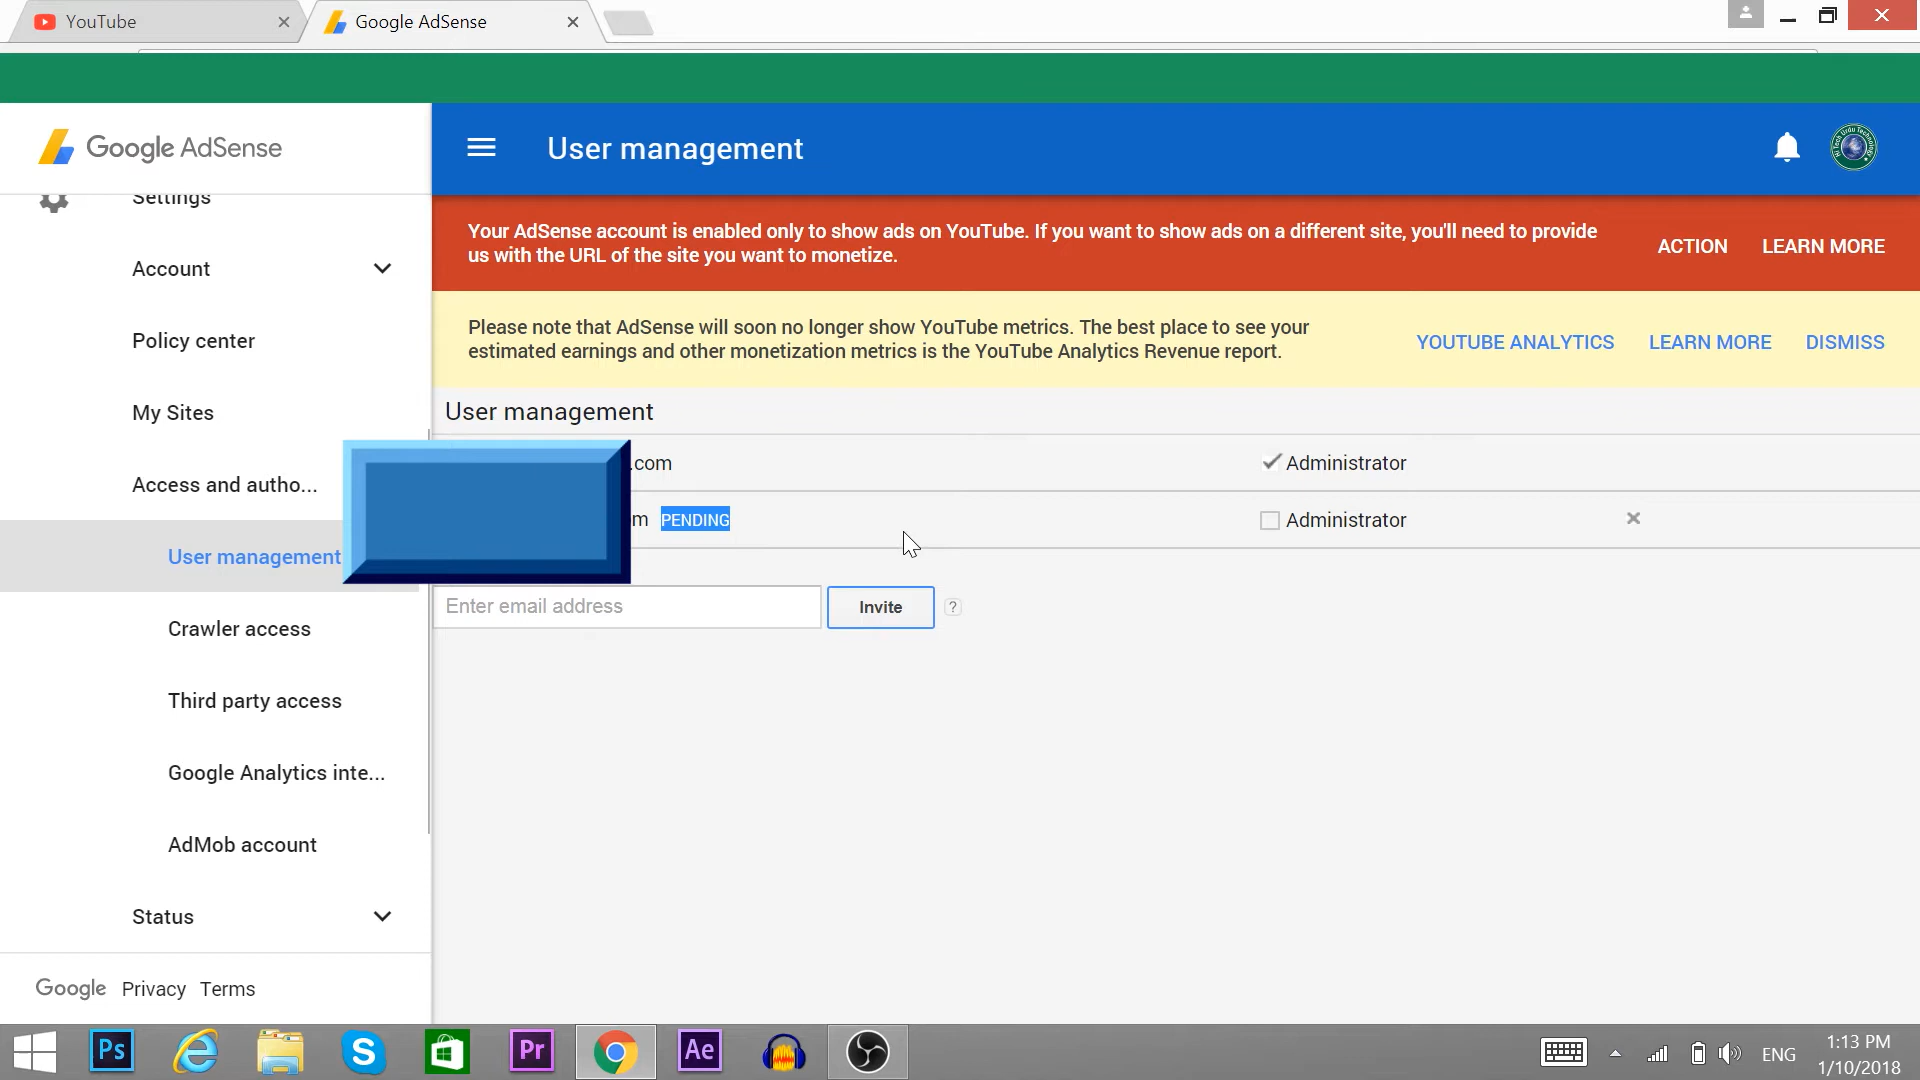 YouTube
Google AdSense
Google AdSense
User management
Settings
Your AdSense account is enabled only to show ads on YouTube. If you want to show ads on a different site, you'll need to provide
us with the URL of the site you want to monetize.
ACTION
LEARN MORE
Account
Please note that AdSense will soon no longer show YouTube metrics. The best place to see your
estimated earnings and other monetization metrics is the YouTube Analytics Revenue report.
YOUTUBE ANALYTICS
LEARN MORE
DISMISS
Policy center
My Sites
User management
.com
Administrator
Access and autho...
m PENDING
Administrator
User management
Enter email address
Invite
?
Crawler access
Third party access
Google Analytics inte...
AdMob account
Status
Google Privacy Terms
Ps
Pr
Ae
ENG
1:13 PM
1/10/2018